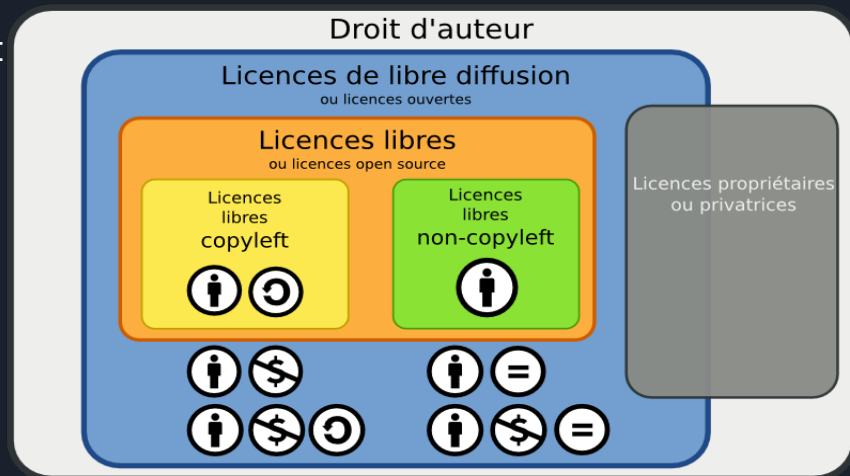 Droit d'auteur
Licences de libre diffusion
ou licences ouvertes
Licences libres
ou licences open source
Licences
libres
copyleft
Licences
libres
non-copyleft
Licences propriétaires
ou privatrices